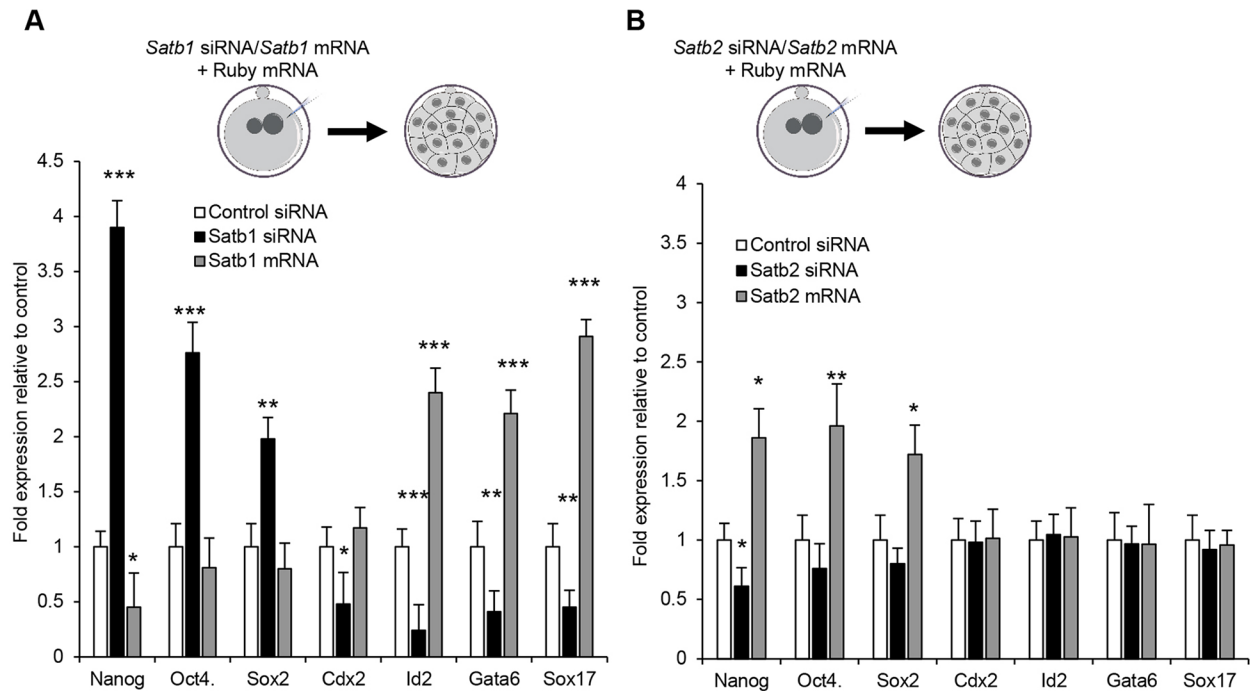 A
Satb1 siRNA/Satb1 mRNA
+ Ruby mRNA
Fold expression relative to control
4.5
4
3.5
3
2.5
2
1.5
1
0.5
0
Control siRNA
Satb1 siRNA
Satb1 mRNA
***
*
***
**
*
***
***
**
***
**
***
Nanog Oct4. Sox2 Cdx2 Id2 Gata6 Sox17
B
Satb2 siRNA/Satb2 mRNA
+ Ruby mRNA
Fold expression relative to control
4
3.5
3
2.5
2
1.5
1
0.5
0
Control siRNA
Satb2 siRNA
Satb2 mRNA
*
*
**
*
Nanog Oct4. Sox2 Cdx2 Id2 Gata6 Sox17